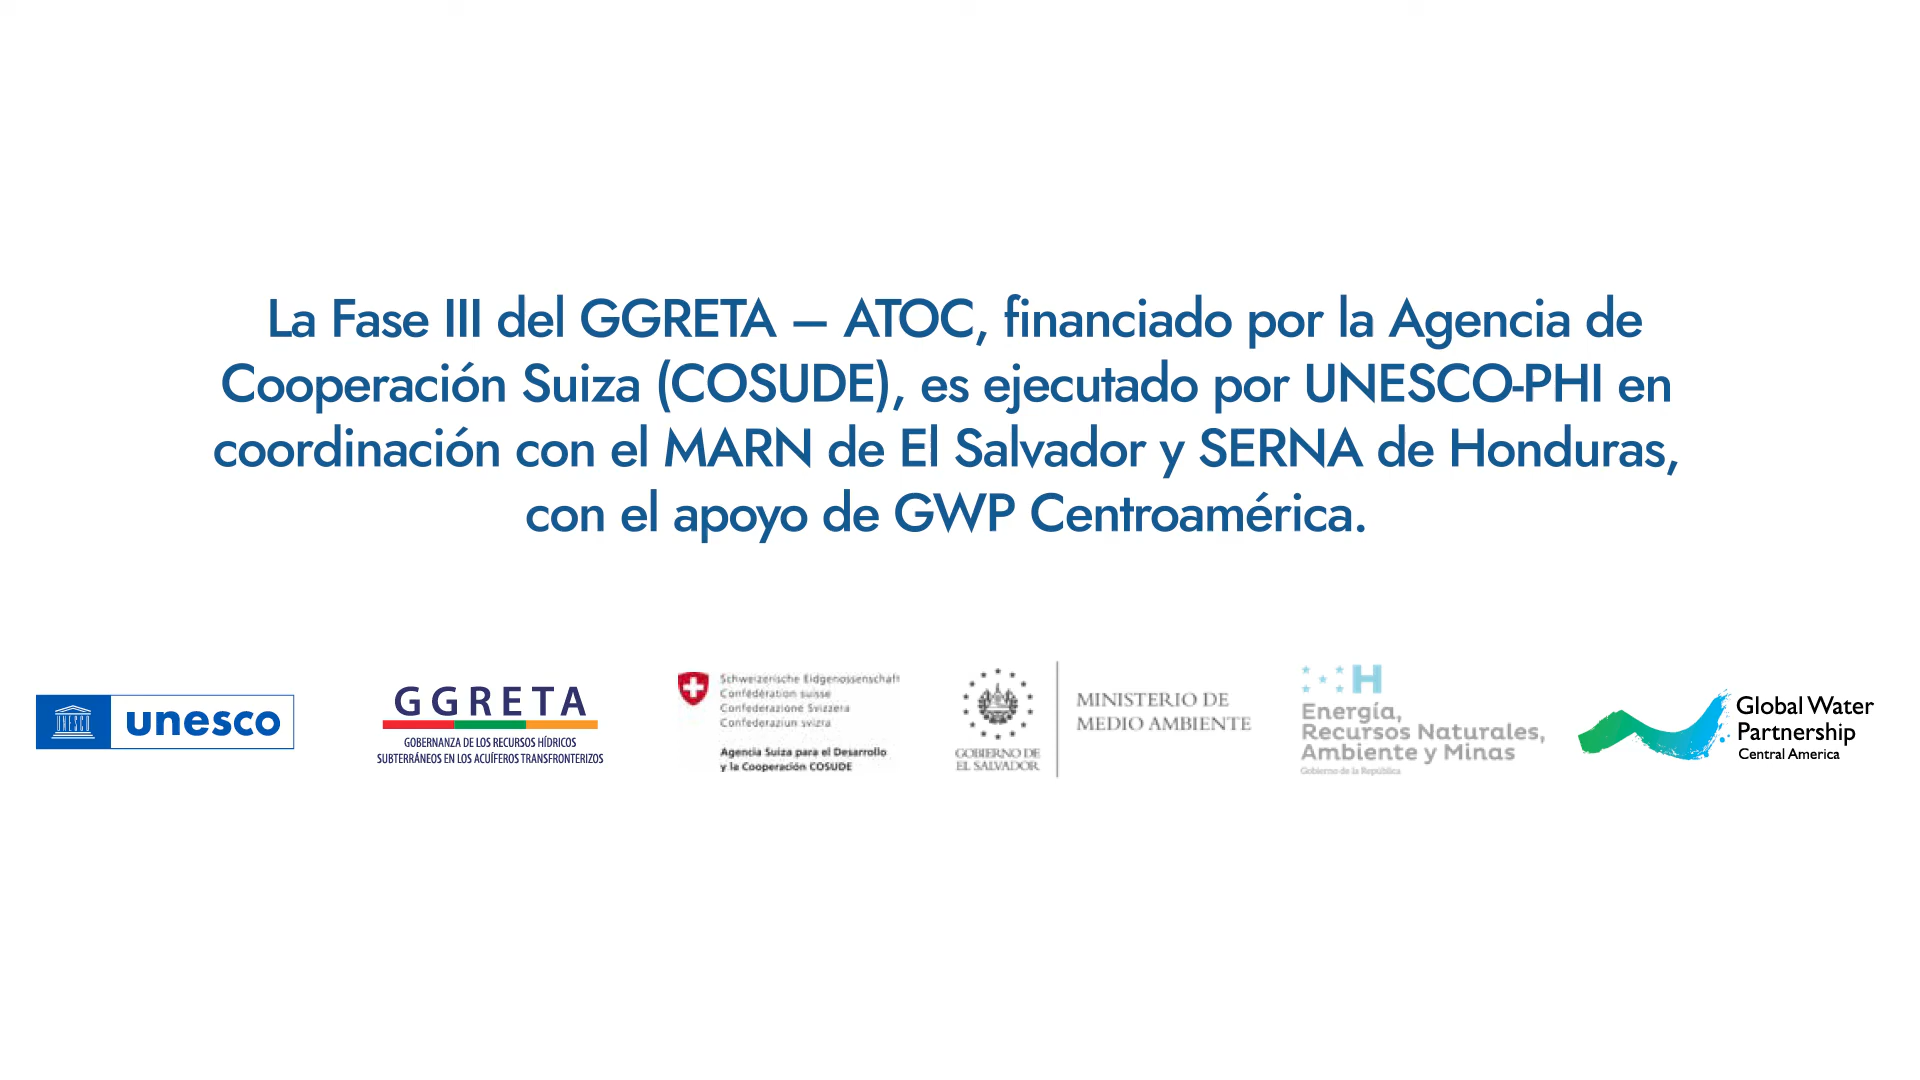 La Fase III del GGRETA – ATOC, financiado por la Agencia de
Cooperación Suiza (COSUDE), es ejecutado por UNESCO-PHI en
coordinación con el MARN de El Salvador y SERNA de Honduras,
con el apoyo de GWP Centroamérica.
UNESCO
unesco
GGRETA
GOBERNANZA DE LOS RECURSOS HÍDRICOS
SUBTERRÁNEOS EN LOS ACUÍFEROS TRANSFRONTERIZOS
Schweizerische Eidgenossenschaft
Confédération suisse
Confederazione Svizzera
Confederaziun svizra
Agencia Suiza para el Desarrollo
y la Cooperación COSUDE
GOBIERNO DE
EL SALVADOR
MINISTERIO DE
MEDIO AMBIENTE
H
Energía,
Recursos Naturales,
Ambiente y Minas
Gobierno de la República
Global Water
Partnership
Central America